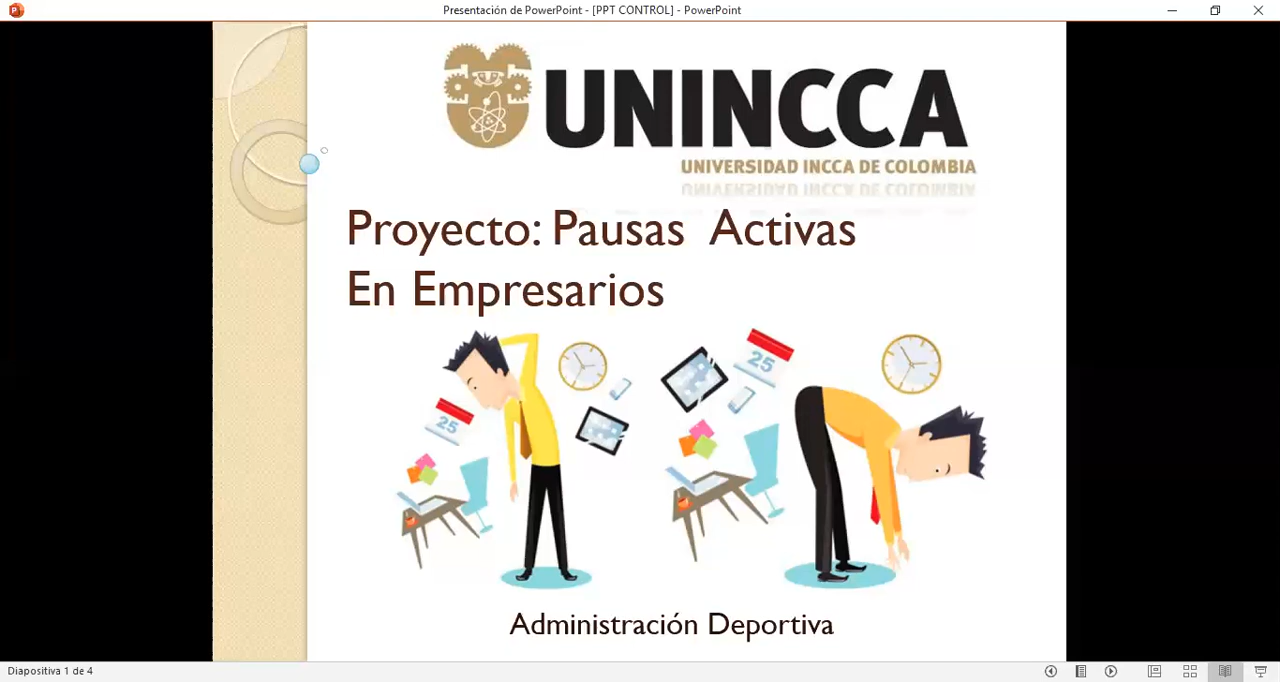 Presentación de PowerPoint - [PPT CONTROL] - PowerPoint
UNINCCA
UNIVERSIDAD INCCA DE COLOMBIA
Proyecto: Pausas  Activas
En Empresarios
25
25
Administración Deportiva
Diapositiva 1 de 4